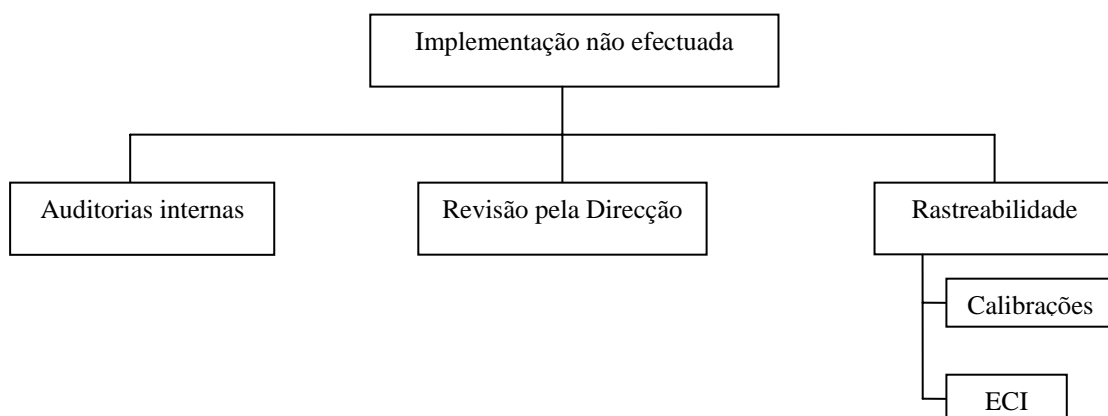 Implementação não efectuada
Auditorias internas
Revisão pela Direcção
Rastreabilidade
Calibrações
ECI